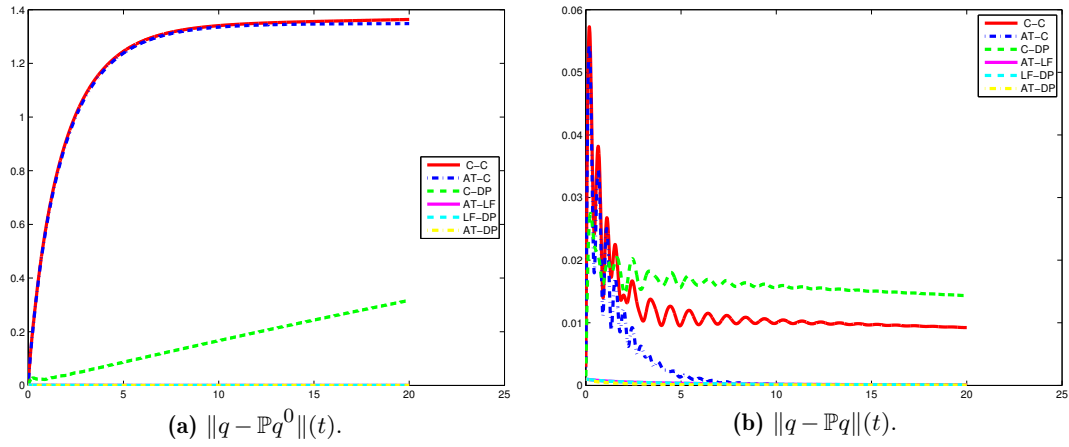 1.4
1.2
1
0.8
0.6
0.4
0.2
0
0 5 10 15 20 25
C−C
AT−C
C−DP
AT−LF
LF−DP
AT−DP
(a) ‖q − ℙq⁰‖(t).
0.06
0.05
0.04
0.03
0.02
0.01
0
0 5 10 15 20 25
C−C
AT−C
C−DP
AT−LF
LF−DP
AT−DP
(b) ‖q − ℙq‖(t).